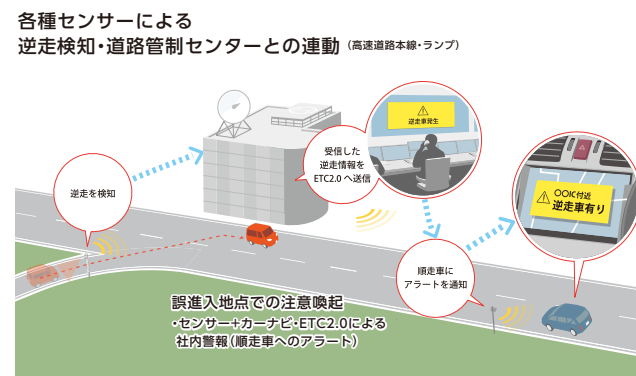 各種センサーによる
逆走検知・道路管制センターとの連動（高速道路本線・ランプ）
逆走車発生
受信した
逆走情報を
ETC2.0 へ送信
逆走を検知
〇〇IC 付近
逆走車有り
順走車に
アラートを通知
誤進入地点での注意喚起
・センサー+カーナビ・ETC2.0による
社内警報（順走車へのアラート）